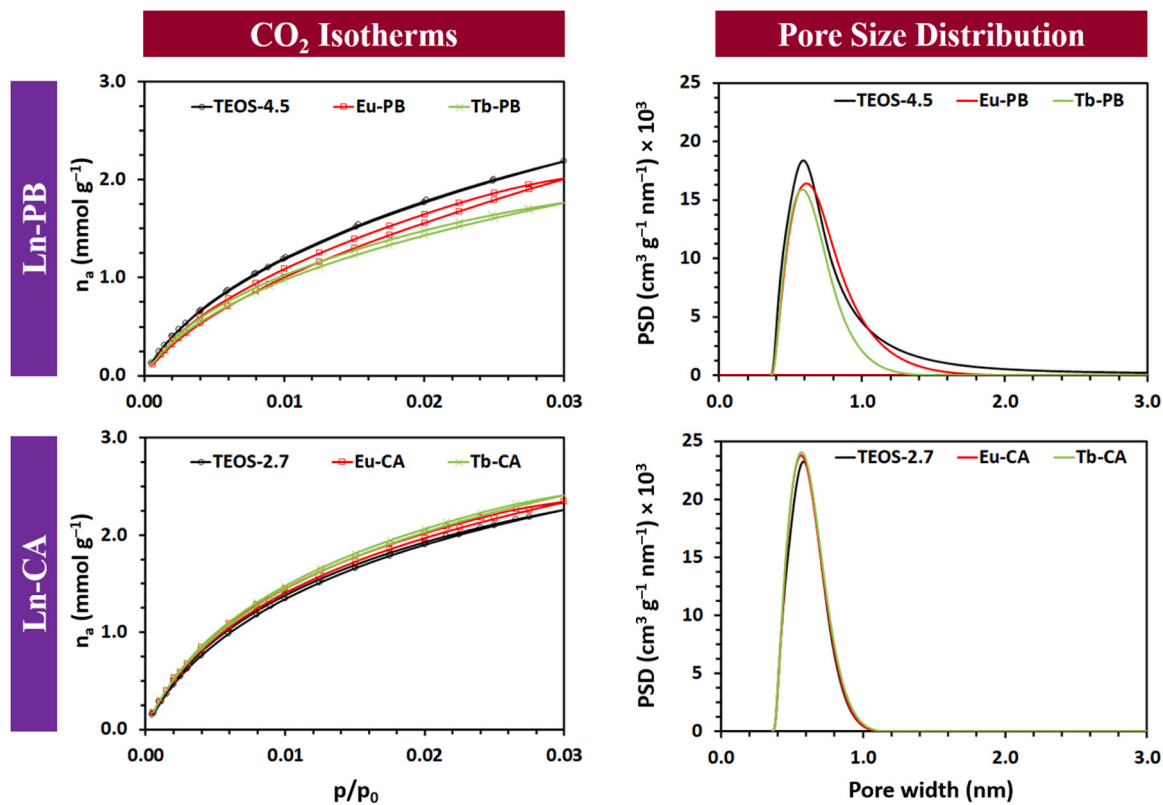 CO₂ Isotherms
Pore Size Distribution
Ln-PB
3.0
2.0
1.0
0.0
nₐ (mmol g⁻¹)
TEOS-4.5 Eu-PB Tb-PB
0.00 0.01 0.02 0.03
25
20
15
10
5
0
PSD (cm³ g⁻¹ nm⁻¹) × 10³
TEOS-4.5 Eu-PB Tb-PB
0.0 1.0 2.0 3.0
Ln-CA
3.0
2.0
1.0
0.0
nₐ (mmol g⁻¹)
TEOS-2.7 Eu-CA Tb-CA
0.00 0.01 0.02 0.03
p/p₀
25
20
15
10
5
0
PSD (cm³ g⁻¹ nm⁻¹) × 10³
TEOS-2.7 Eu-CA Tb-CA
0.0 1.0 2.0 3.0
Pore width (nm)